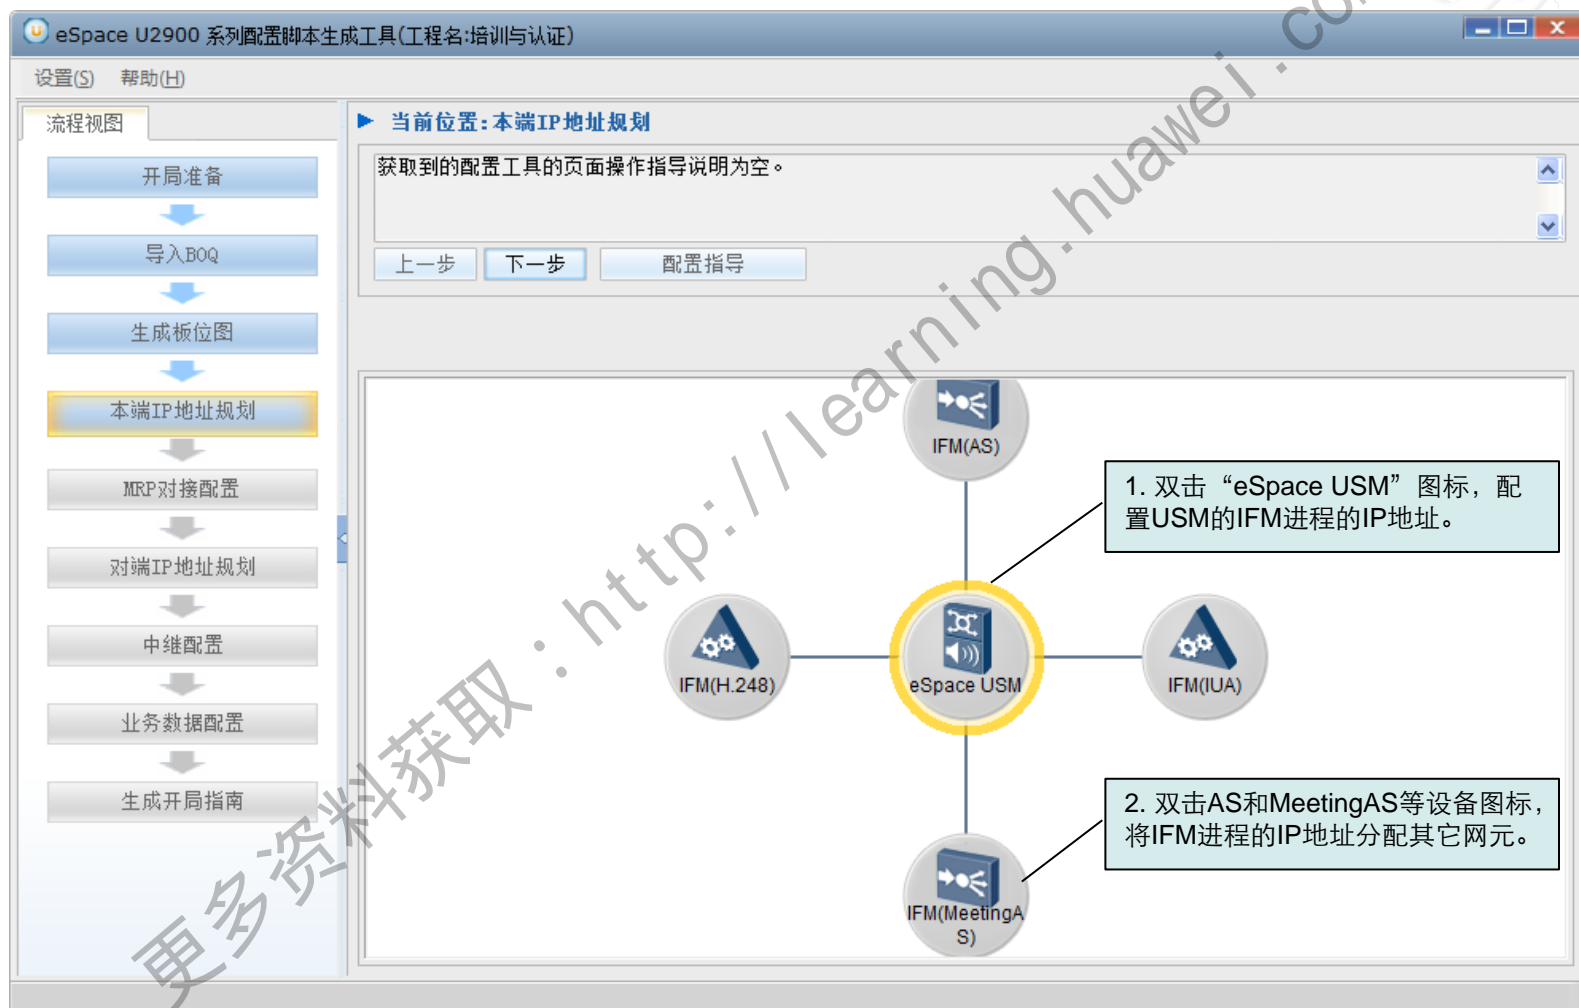 eSpace U2900 系列配置脚本生成工具(工程名:培训与认证)
设置(S) 帮助(H)
流程视图
开局准备
导入BOQ
生成板位图
本端IP地址规划
MRP对接配置
对端IP地址规划
中继配置
业务数据配置
生成开局指南
当前位置:本端IP地址规划
获取到的配置工具的页面操作指导说明为空。
上一步 下一步 配置指导
IFM(AS)
1. 双击“eSpace USM”图标，配
置USM的IFM进程的IP地址。
IFM(H.248)
eSpace USM
IFM(IUA)
2. 双击AS和MeetingAS等设备图标，
将IFM进程的IP地址分配其它网元。
IFM(MeetingA
S)
更多资料获取：http://learning.huawei.co